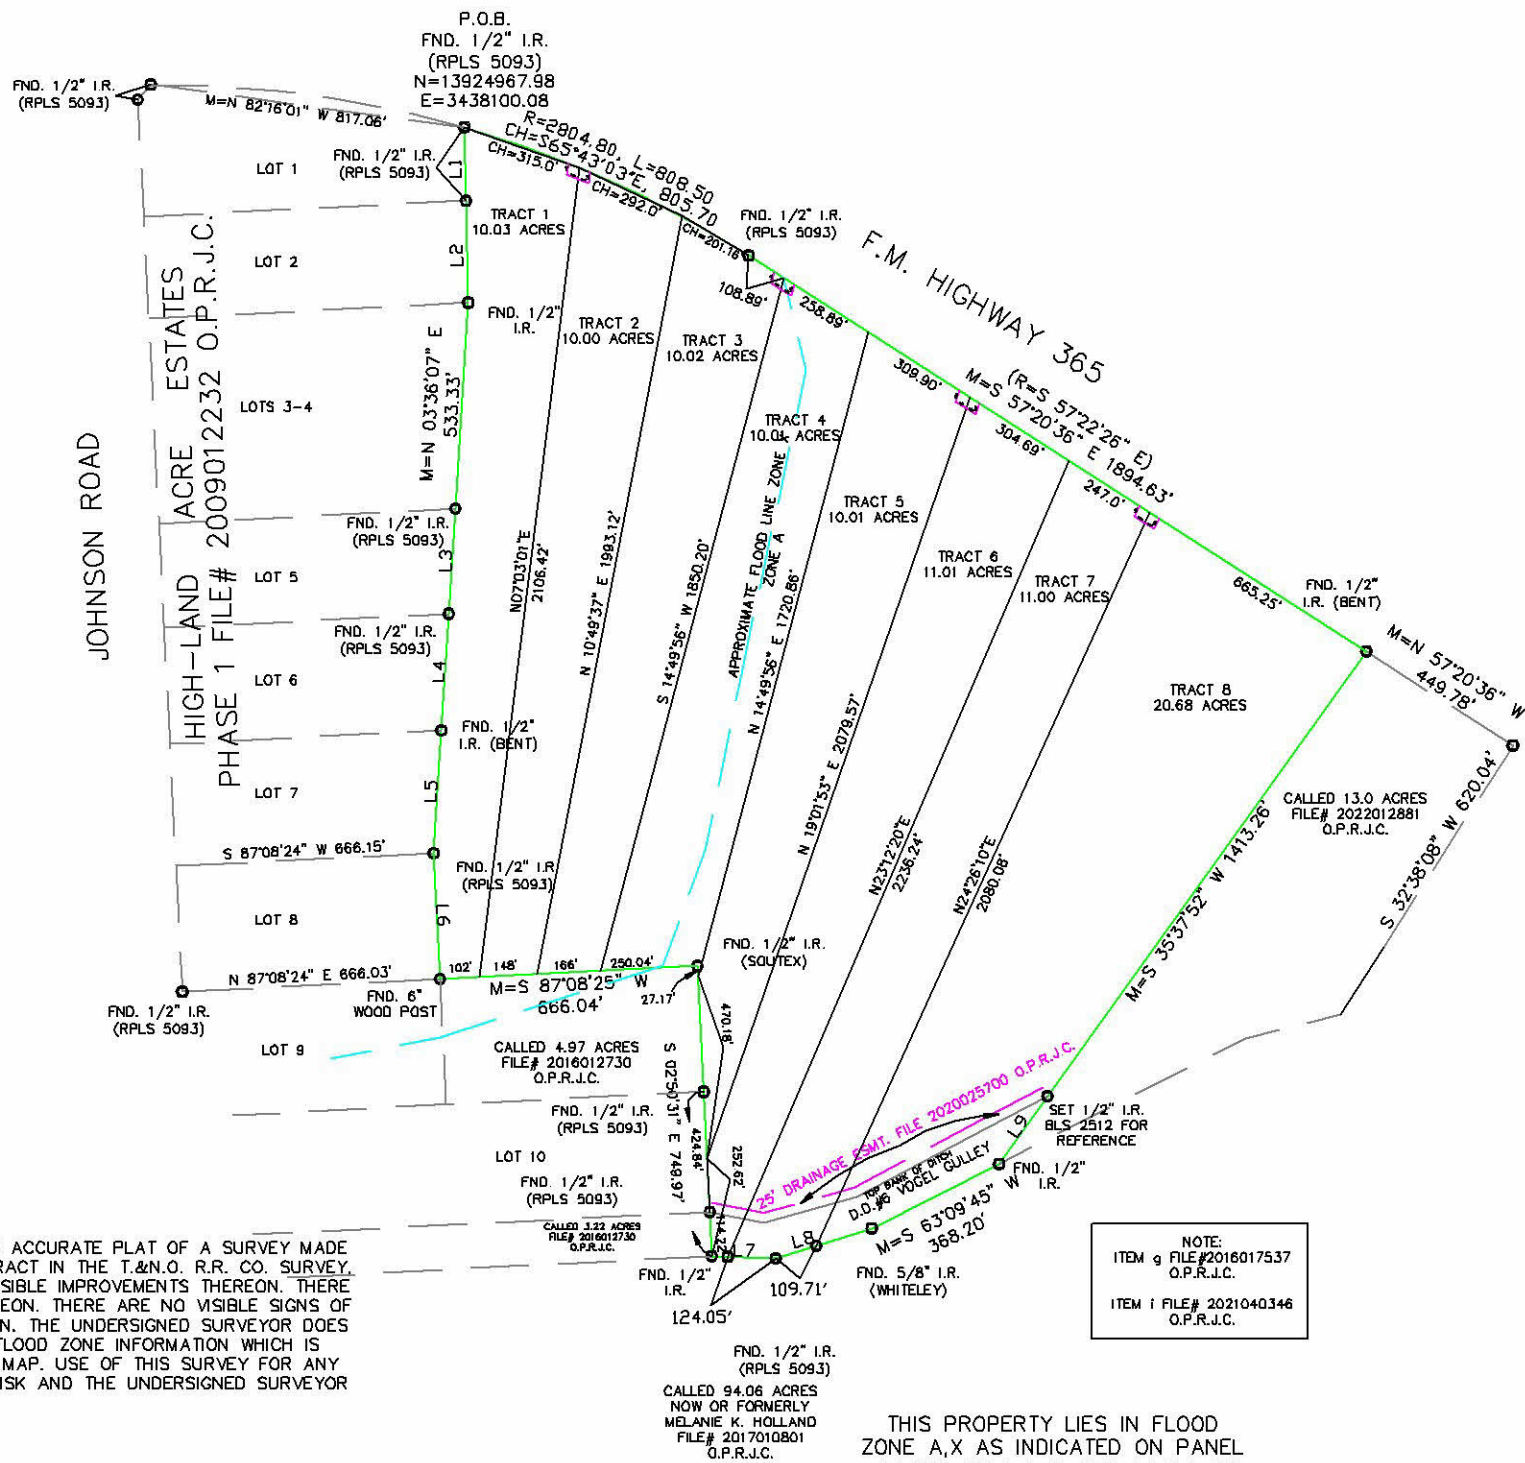 P.O.B.
FND. 1/2" I.R.
(RPLS 5093)
N=13924967.98
E=3438100.08
FND. 1/2" I.R.
(RPLS 5093)
M=N 82°16'01" W 817.06'
R=2804.80, L=808.50
CH=S65°43'03"E, 805.70
CH=315.0'
CH=292.0'
CH=201.16'
FND. 1/2" I.R.
(RPLS 5093)
FND. 1/2" I.R.
(RPLS 5093)
108.89'
258.89'
309.90'
304.69'
247.0'
665.25'
F.M. HIGHWAY 365
(R=S 57°22'26" E)
M=S 57°20'36" E 1894.63'
FND. 1/2"
I.R. (BENT)
M=N 57°20'36" W
449.78'
JOHNSON ROAD
HIGH-LAND ACRE ESTATES
PHASE 1 FILE# 2009012232 O.P.R.J.C.
LOT 1
LOT 2
LOTS 3-4
LOT 5
LOT 6
LOT 7
LOT 8
LOT 9
LOT 10
L1
L2
FND. 1/2"
I.R.
M=N 03°36'07" E
533.33'
FND. 1/2" I.R.
(RPLS 5093)
L3
FND. 1/2" I.R.
(RPLS 5093)
L4
FND. 1/2"
I.R. (BENT)
L5
S 87°08'24" W 666.15'
FND. 1/2" I.R.
(RPLS 5093)
L6
N 87°08'24" E 666.03'
FND. 1/2" I.R.
(RPLS 5093)
FND. 6"
WOOD POST
TRACT 1
10.03 ACRES
TRACT 2
10.00 ACRES
TRACT 3
10.02 ACRES
TRACT 4
ACRES
TRACT 5
10.01 ACRES
TRACT 6
11.01 ACRES
TRACT 7
11.00 ACRES
TRACT 8
20.68 ACRES
N07°03'01"E
2106.42'
N 10°49'37" E 1993.12'
S 14°49'56" W 1850.20'
APPROXIMATE FLOOD LINE ZONE
ZONE A
N 14°49'56" E 1720.86'
N 19°01'53" E 2079.57'
N23°12'20"E
2236.24'
N24°26'10"E
2080.08'
M=S 35°37'52" W 1413.26'
CALLED 13.0 ACRES
FILE# 2022012881
O.P.R.J.C.
S 32°38'08" W 620.04'
102'
148'
166'
250.04'
M=S 87°08'25" W
666.04'
27.17'
FND. 1/2" I.R.
(SOUTEX)
CALLED 4.97 ACRES
FILE# 2016012730
O.P.R.J.C.
470.18'
S 02°50'31" E 749.97'
FND. 1/2" I.R.
(RPLS 5093)
424.84'
252.62'
FND. 1/2" I.R.
(RPLS 5093)
CALLED 3.22 ACRES
FILE# 2016012730
O.P.R.J.C.
FND. 1/2"
I.R.
L7
L8
L9
25' DRAINAGE ESMT. FILE 2020025700 O.P.R.J.C.
TOP BANK OF DITCH
D.D.#6 VOGEL GULLEY
SET 1/2" I.R.
BLS 2512 FOR
REFERENCE
FND. 1/2"
I.R.
M=S 63°09'45" W
368.20'
FND. 5/8" I.R.
(WHITELEY)
109.71'
124.05'
FND. 1/2" I.R.
(RPLS 5093)
CALLED 94.06 ACRES
NOW OR FORMERLY
MELANIE K. HOLLAND
FILE# 2017010801
O.P.R.J.C.
NOTE:
ITEM g FILE#2016017537
O.P.R.J.C.
ITEM i FILE# 2021040346
O.P.R.J.C.
ACCURATE PLAT OF A SURVEY MADE
RACT IN THE T.&N.O. R.R. CO. SURVEY,
SIBLE IMPROVEMENTS THEREON. THERE
EON. THERE ARE NO VISIBLE SIGNS OF
N. THE UNDERSIGNED SURVEYOR DOES
FLOOD ZONE INFORMATION WHICH IS
MAP. USE OF THIS SURVEY FOR ANY
ISK AND THE UNDERSIGNED SURVEYOR
THIS PROPERTY LIES IN FLOOD
ZONE A,X AS INDICATED ON PANEL